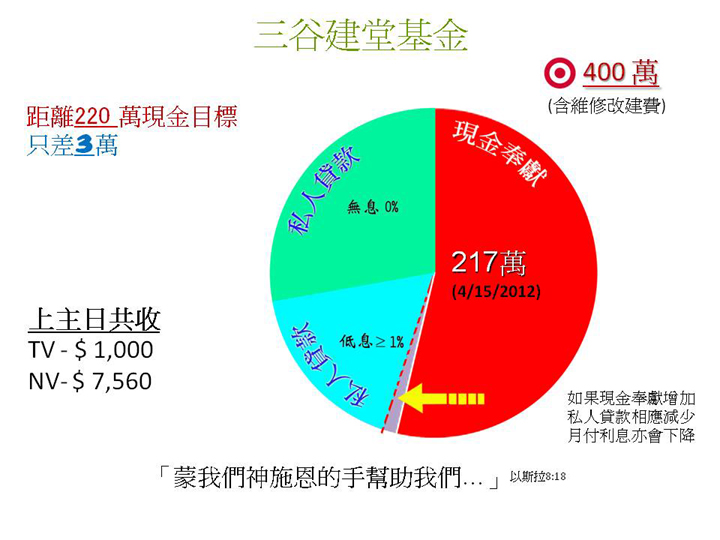 三谷建堂基金
400 萬
(含維修改建費)
距離220 萬現金目標
只差3萬
現金奉獻
217萬
(4/15/2012)
私人貸款
無息 0%
私人貸款
低息≥1%
上主日共收
TV - $ 1,000
NV- $ 7,560
如果現金奉獻增加
私人貸款相應減少
月付利息亦會下降
「蒙我們神施恩的手幫助我們…」以斯拉8:18